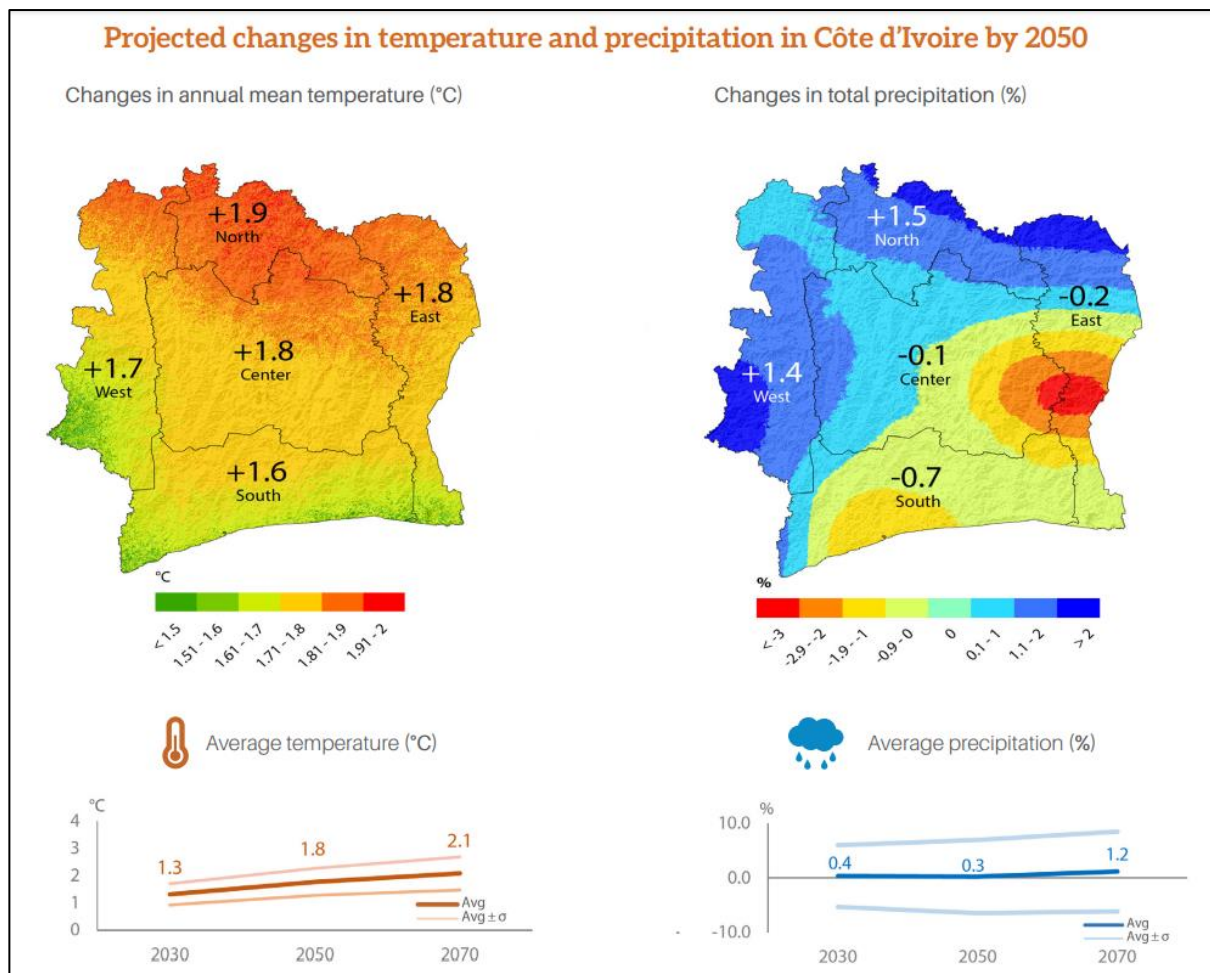 Projected changes in temperature and precipitation in Côte d'Ivoire by 2050
Changes in annual mean temperature (°C)
+1.9
North
+1.8
East
+1.8
Center
+1.7
West
+1.6
South
°C
< 1.5
1.51 - 1.6
1.61 - 1.7
1.71 - 1.8
1.81 - 1.9
1.91 - 2
Changes in total precipitation (%)
+1.5
North
-0.2
East
-0.1
Center
+1.4
West
-0.7
South
%
< -3
-2.9 - -2
-1.9 - -1
-0.9 - 0
0
0.1 - 1
1.1 - 2
> 2
Average temperature (°C)
°C
4
3
2
1
0
1.3
1.8
2.1
Avg
Avg ± σ
2030
2050
2070
Average precipitation (%)
%
10.0
0.0
-10.0
-
0.4
0.3
1.2
Avg
Avg ± σ
2030
2050
2070